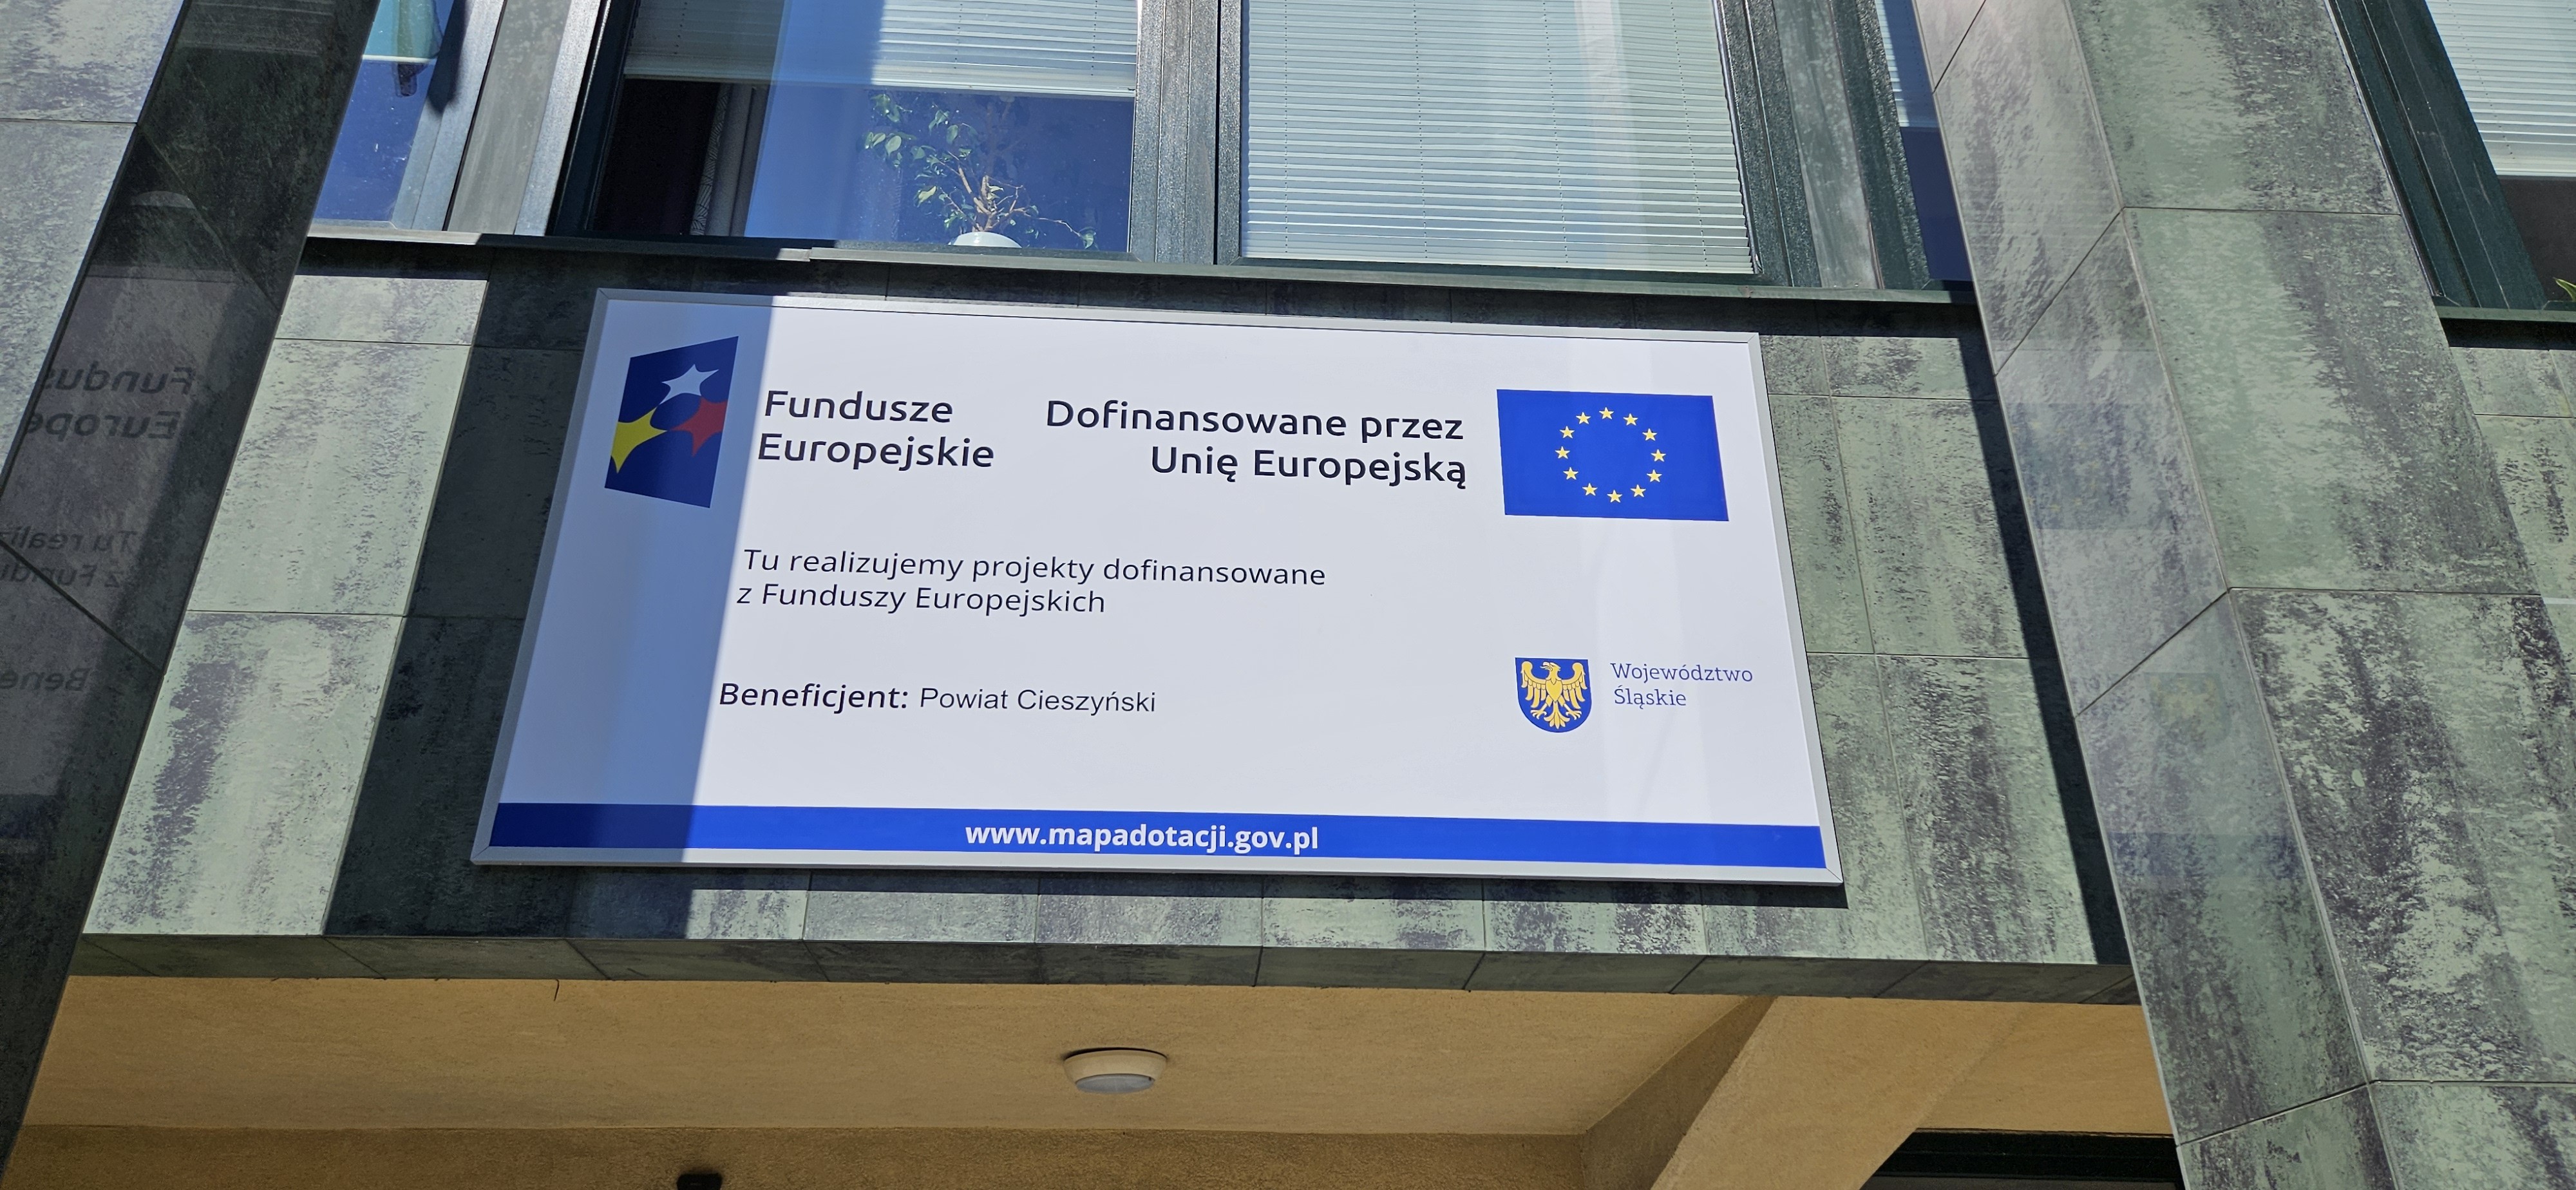 Fundusze
Europejskie
Dofinansowane przez
Unię Europejską
Tu realizujemy projekty dofinansowane
z Funduszy Europejskich
Beneficjent: Powiat Cieszyński
Województwo
Śląskie
www.mapadotacji.gov.pl